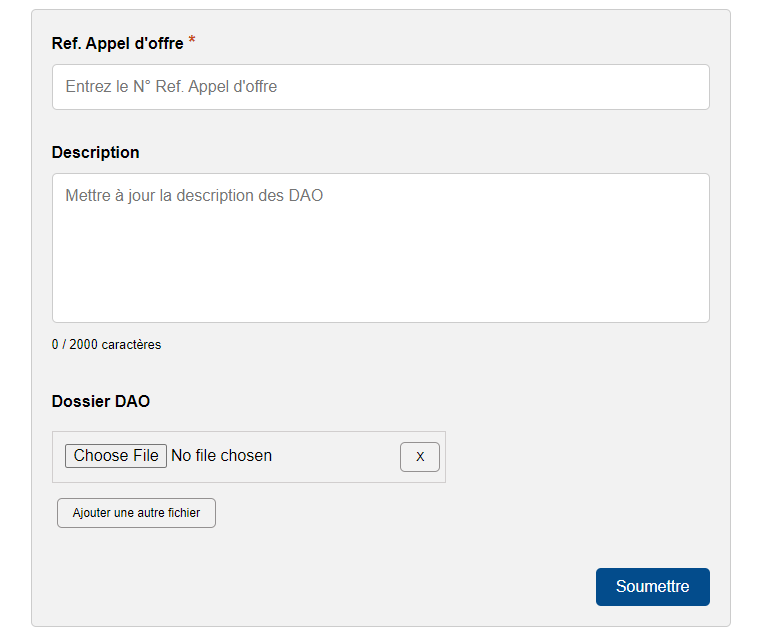 Ref. Appel d'offre *
Entrez le N° Ref. Appel d'offre
Description
Mettre à jour la description des DAO
0 / 2000 caractères
Dossier DAO
Choose File No file chosen X
Ajouter une autre fichier
Soumettre